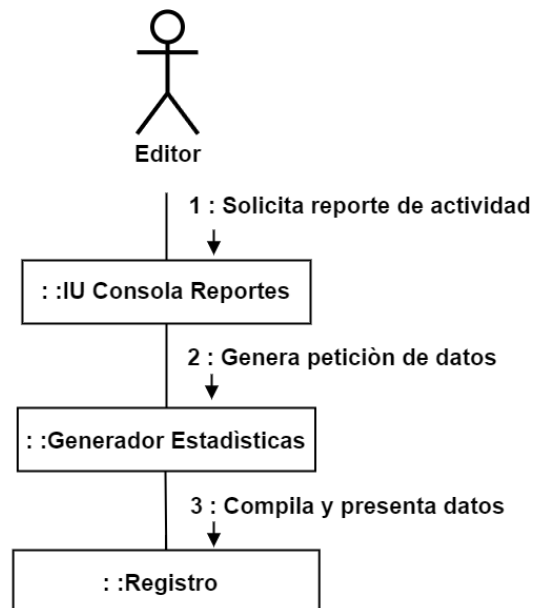 Editor
1 : Solicita reporte de actividad
: :IU Consola Reportes
2 : Genera peticiòn de datos
: :Generador Estadìsticas
3 : Compila y presenta datos
: :Registro